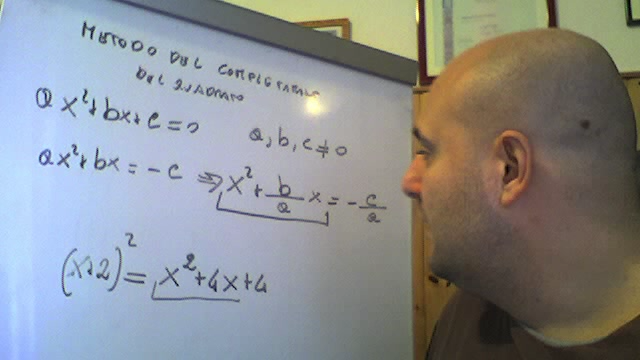 METODO DEL COMPLETAMENTO
DEL QUADRATO
ax²+bx+c=0 a,b,c≠0
ax²+bx=-c ⇒ x²+b/a x=-c/a
(x+2)²=x²+4x+4